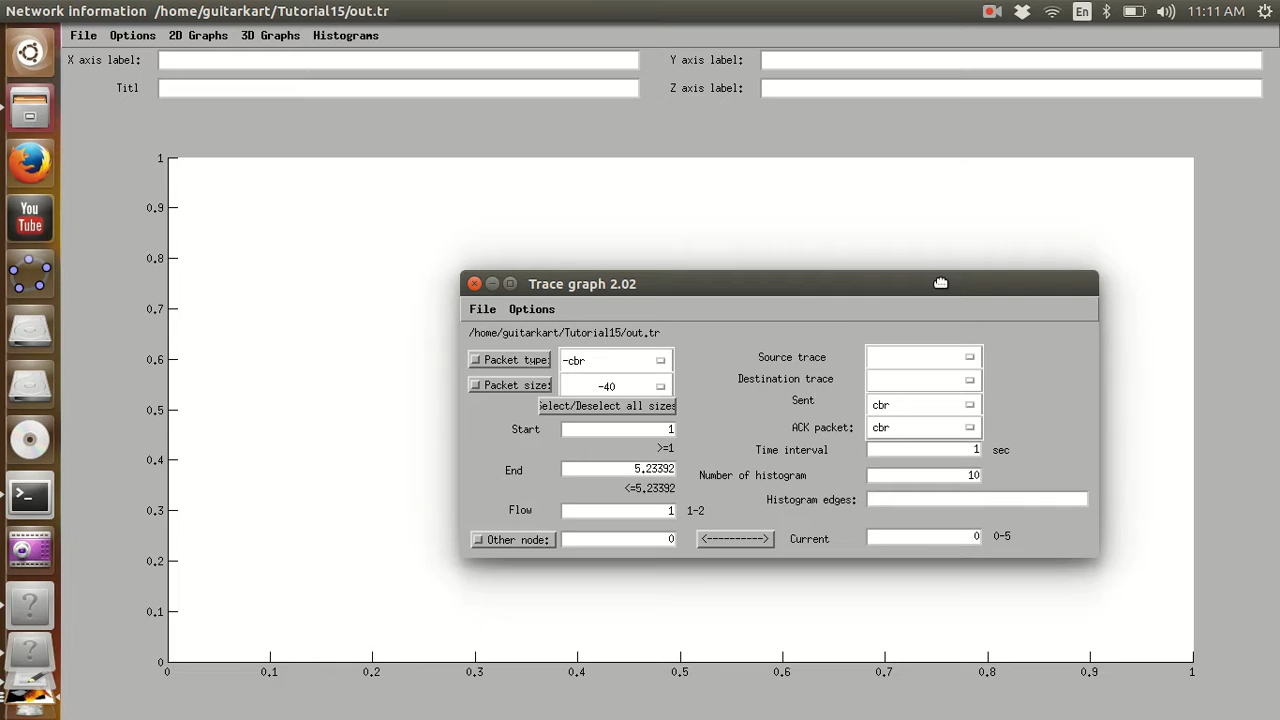 Network information /home/guitarkart/Tutorial15/out.tr
En
11:11 AM
File Options 2D Graphs 3D Graphs Histograms
X axis label:
Y axis label:
Titl
Z axis label:
You
Tube
1
0.9
0.8
0.7
0.6
0.5
0.4
0.3
0.2
0.1
0
0 0.1 0.2 0.3 0.4 0.5 0.6 0.7 0.8 0.9 1
Trace graph 2.02
File Options
/home/guitarkart/Tutorial15/out.tr
Packet type: -cbr
Source trace
Packet size: -40
Destination trace
elect/Deselect all sizes
Sent cbr
Start 1
ACK packet: cbr
>=1
Time interval 1 sec
End 5.23392
Number of histogram 10
<=5.23392
Histogram edges:
Flow 1 1-2
Other node: 0 <----------> Current 0 0-5
? 
?